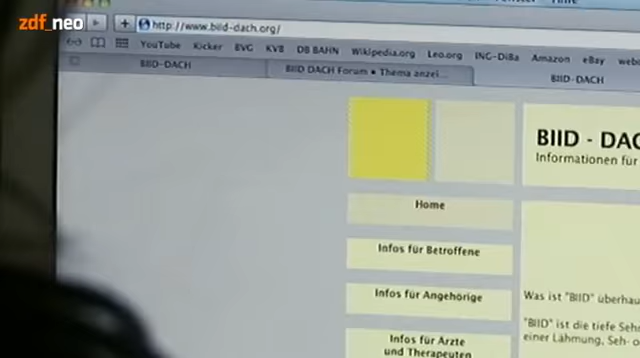 zdf_neo
http://www.biid-dach.org/
YouTube Kicker BVG KVB DB BAHN Wikipedia.org Leo.org ING-DiBa Amazon eBay
BIID-DACH
BIID DACH Forum • Thema anzei...
BIID-DACH
BIID - DAC
Informationen für
Home
Infos für Betroffene
Infos für Angehörige
Infos für Ärzte
und Therapeuten
Was ist "BIID" überhau
"BIID" ist die tiefe Sehn
einer Lähmung, Seh- o